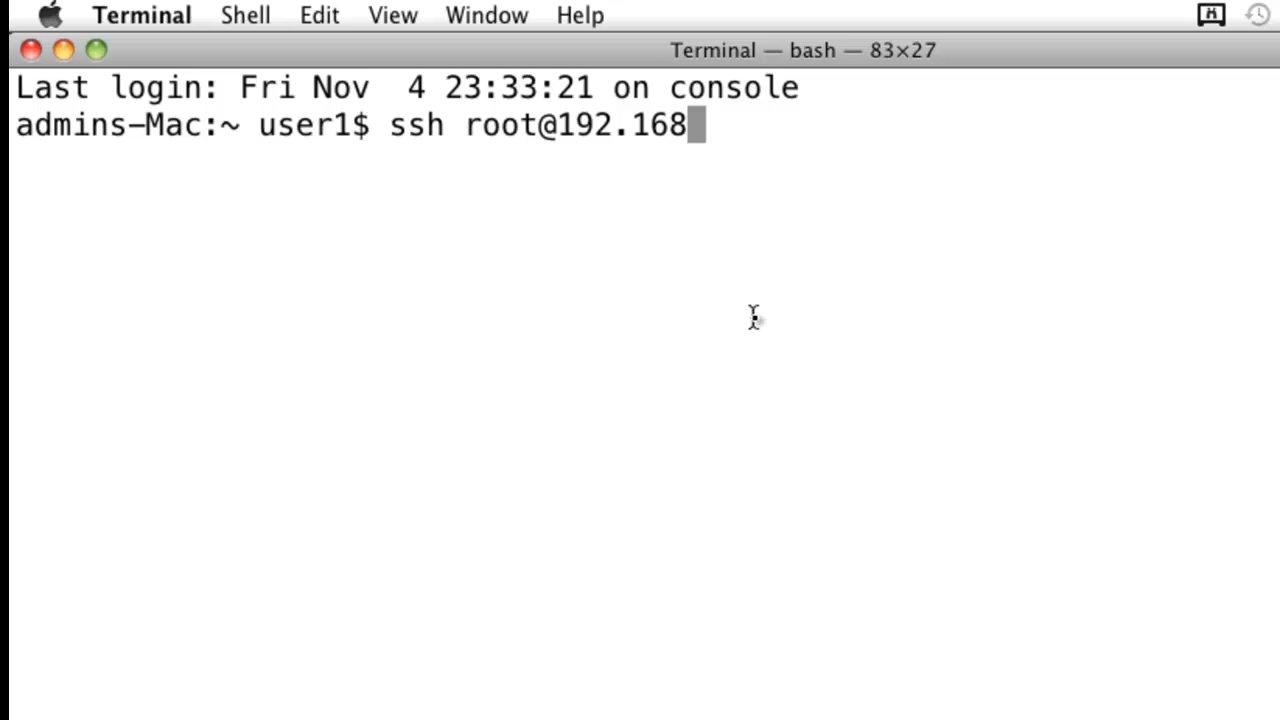 Terminal Shell Edit View Window Help
Terminal — bash — 83×27
Last login: Fri Nov  4 23:33:21 on console
admins-Mac:~ user1$ ssh root@192.168